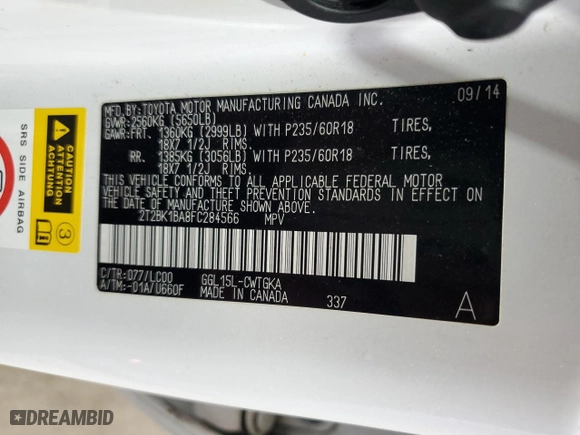 MFD.BY:TOYOTA MOTOR MANUFACTURING CANADA INC. 09/14
GVWR:2560KG (5650LB)
GAWR:FRT. 1360KG (2999LB) WITH P235/60R18 TIRES,
18X7 1/2J RIMS.
RR. 1385KG (3056LB) WITH P235/60R18 TIRES,
18X7 1/2J RIMS.
THIS VEHICLE CONFORMS TO ALL APPLICABLE FEDERAL MOTOR
VEHICLE SAFETY AND THEFT PREVENTION STANDARDS IN EFFECT ON
THE DATE OF MANUFACTURE SHOWN ABOVE.
2T2BK1BA8FC284566 MPV
C/TR:077/LC00 GGL15L-CWTGKA
A/TM:-01A/U660F MADE IN CANADA 337 A
SRS SIDE AIRBAG
CAUTION
ATTENTION
ACHTUNG
3
DREAMBID